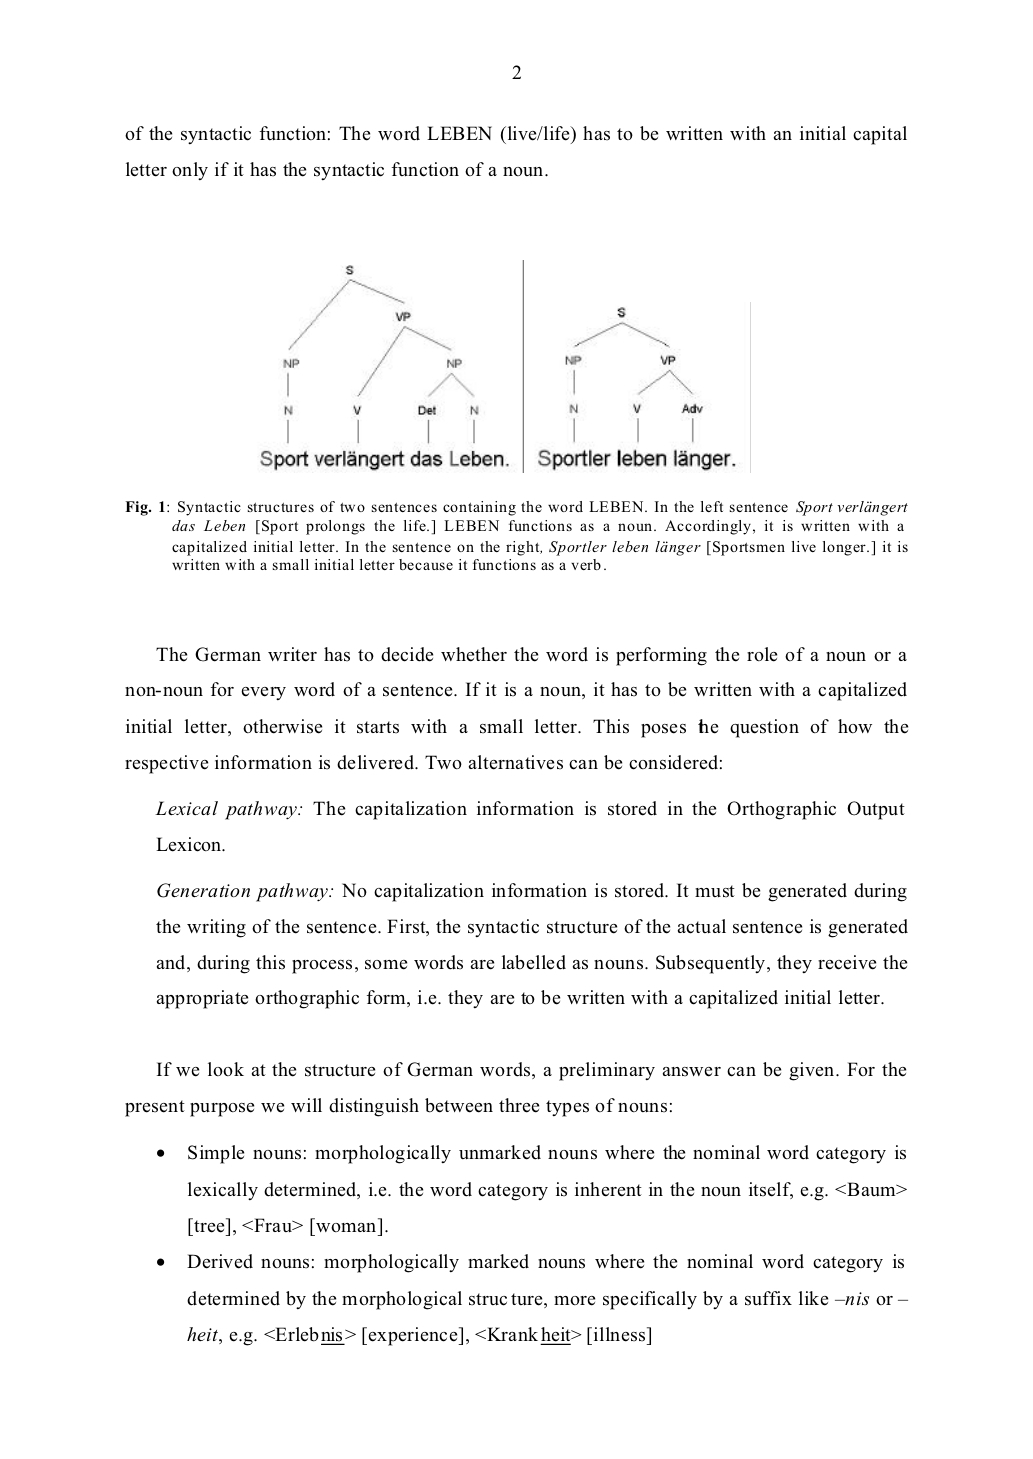 2
of the syntactic function: The word LEBEN (live/life) has to be written with an initial capital
letter only if it has the syntactic function of a noun.
S
VP
NP
NP
N
V
Det
N
Sport verlängert das Leben.
S
NP
VP
N
V
Adv
Sportler leben länger.
Fig. 1: Syntactic structures of two sentences containing the word LEBEN. In the left sentence Sport verlängert
das Leben [Sport prolongs the life.] LEBEN functions as a noun. Accordingly, it is written with a
capitalized initial letter. In the sentence on the right, Sportler leben länger [Sportsmen live longer.] it is
written with a small initial letter because it functions as a verb.
The German writer has to decide whether the word is performing the role of a noun or a
non-noun for every word of a sentence. If it is a noun, it has to be written with a capitalized
initial letter, otherwise it starts with a small letter. This poses the question of how the
respective information is delivered. Two alternatives can be considered:
Lexical pathway: The capitalization information is stored in the Orthographic Output
Lexicon.
Generation pathway: No capitalization information is stored. It must be generated during
the writing of the sentence. First, the syntactic structure of the actual sentence is generated
and, during this process, some words are labelled as nouns. Subsequently, they receive the
appropriate orthographic form, i.e. they are to be written with a capitalized initial letter.
If we look at the structure of German words, a preliminary answer can be given. For the
present purpose we will distinguish between three types of nouns:
• Simple nouns: morphologically unmarked nouns where the nominal word category is
lexically determined, i.e. the word category is inherent in the noun itself, e.g. <Baum>
[tree], <Frau> [woman].
• Derived nouns: morphologically marked nouns where the nominal word category is
determined by the morphological structure, more specifically by a suffix like –nis or –
heit, e.g. <Erlebnis> [experience], <Krankheit> [illness]